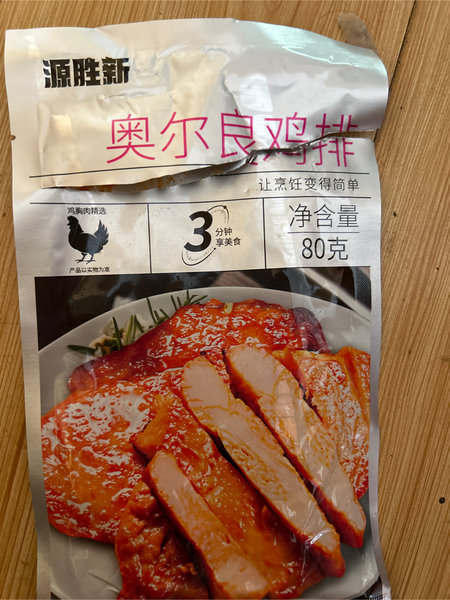 源胜新
奥尔良鸡排
让烹饪变得简单
鸡胸肉精选
产品以实物为准
3
分钟
享美食
净含量
80克